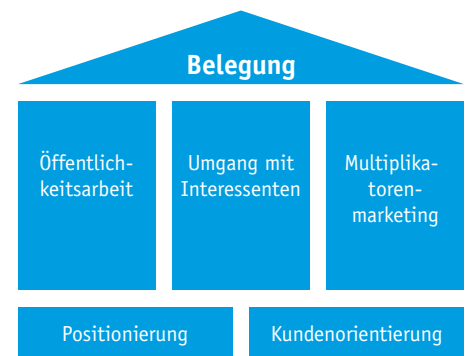 Belegung
Öffentlich-
keitsarbeit
Umgang mit
Interessenten
Multiplika-
toren-
marketing
Positionierung
Kundenorientierung